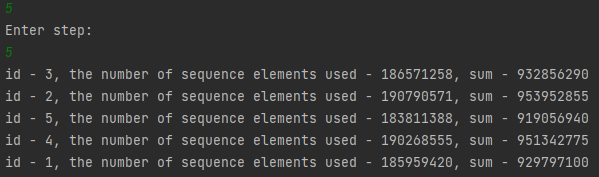 5
Enter step:
5
id - 3, the number of sequence elements used - 186571258, sum - 932856290
id - 2, the number of sequence elements used - 190790571, sum - 953952855
id - 5, the number of sequence elements used - 183811388, sum - 919056940
id - 4, the number of sequence elements used - 190268555, sum - 951342775
id - 1, the number of sequence elements used - 185959420, sum - 929797100